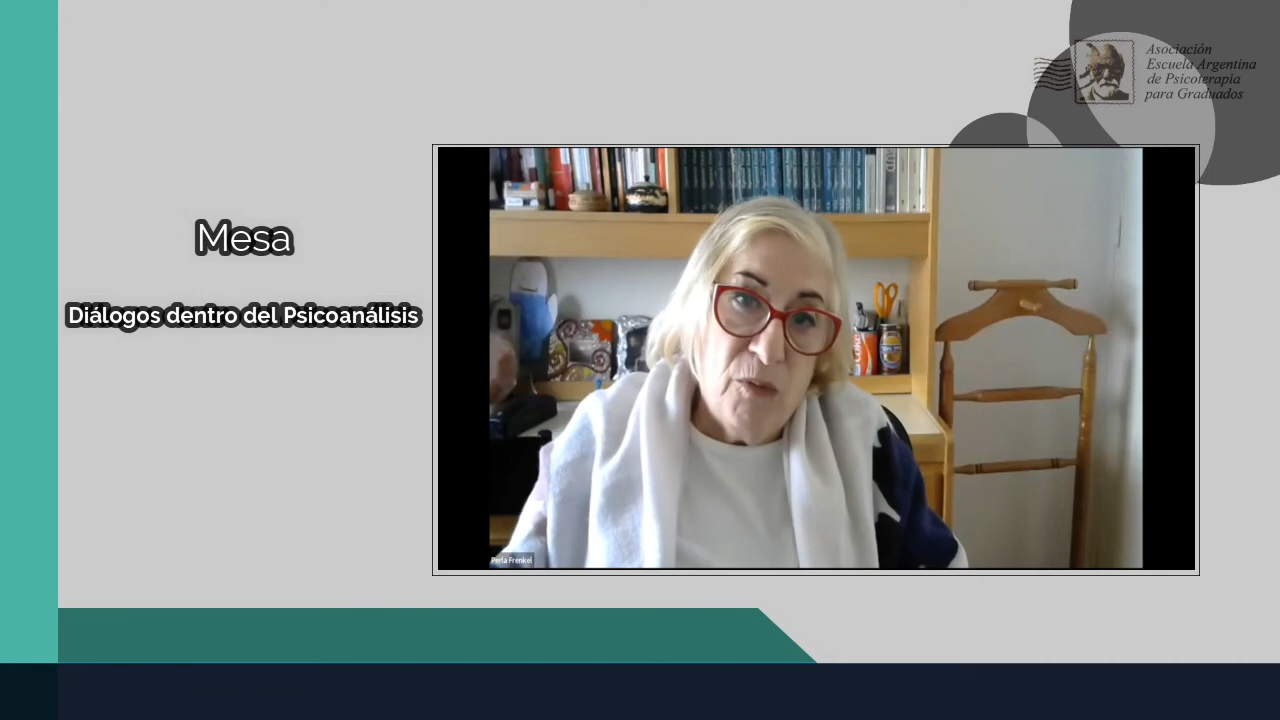 Asociación
Escuela Argentina
de Psicoterapia
para Graduados
Mesa
Diálogos dentro del Psicoanálisis
Perla Frenkel